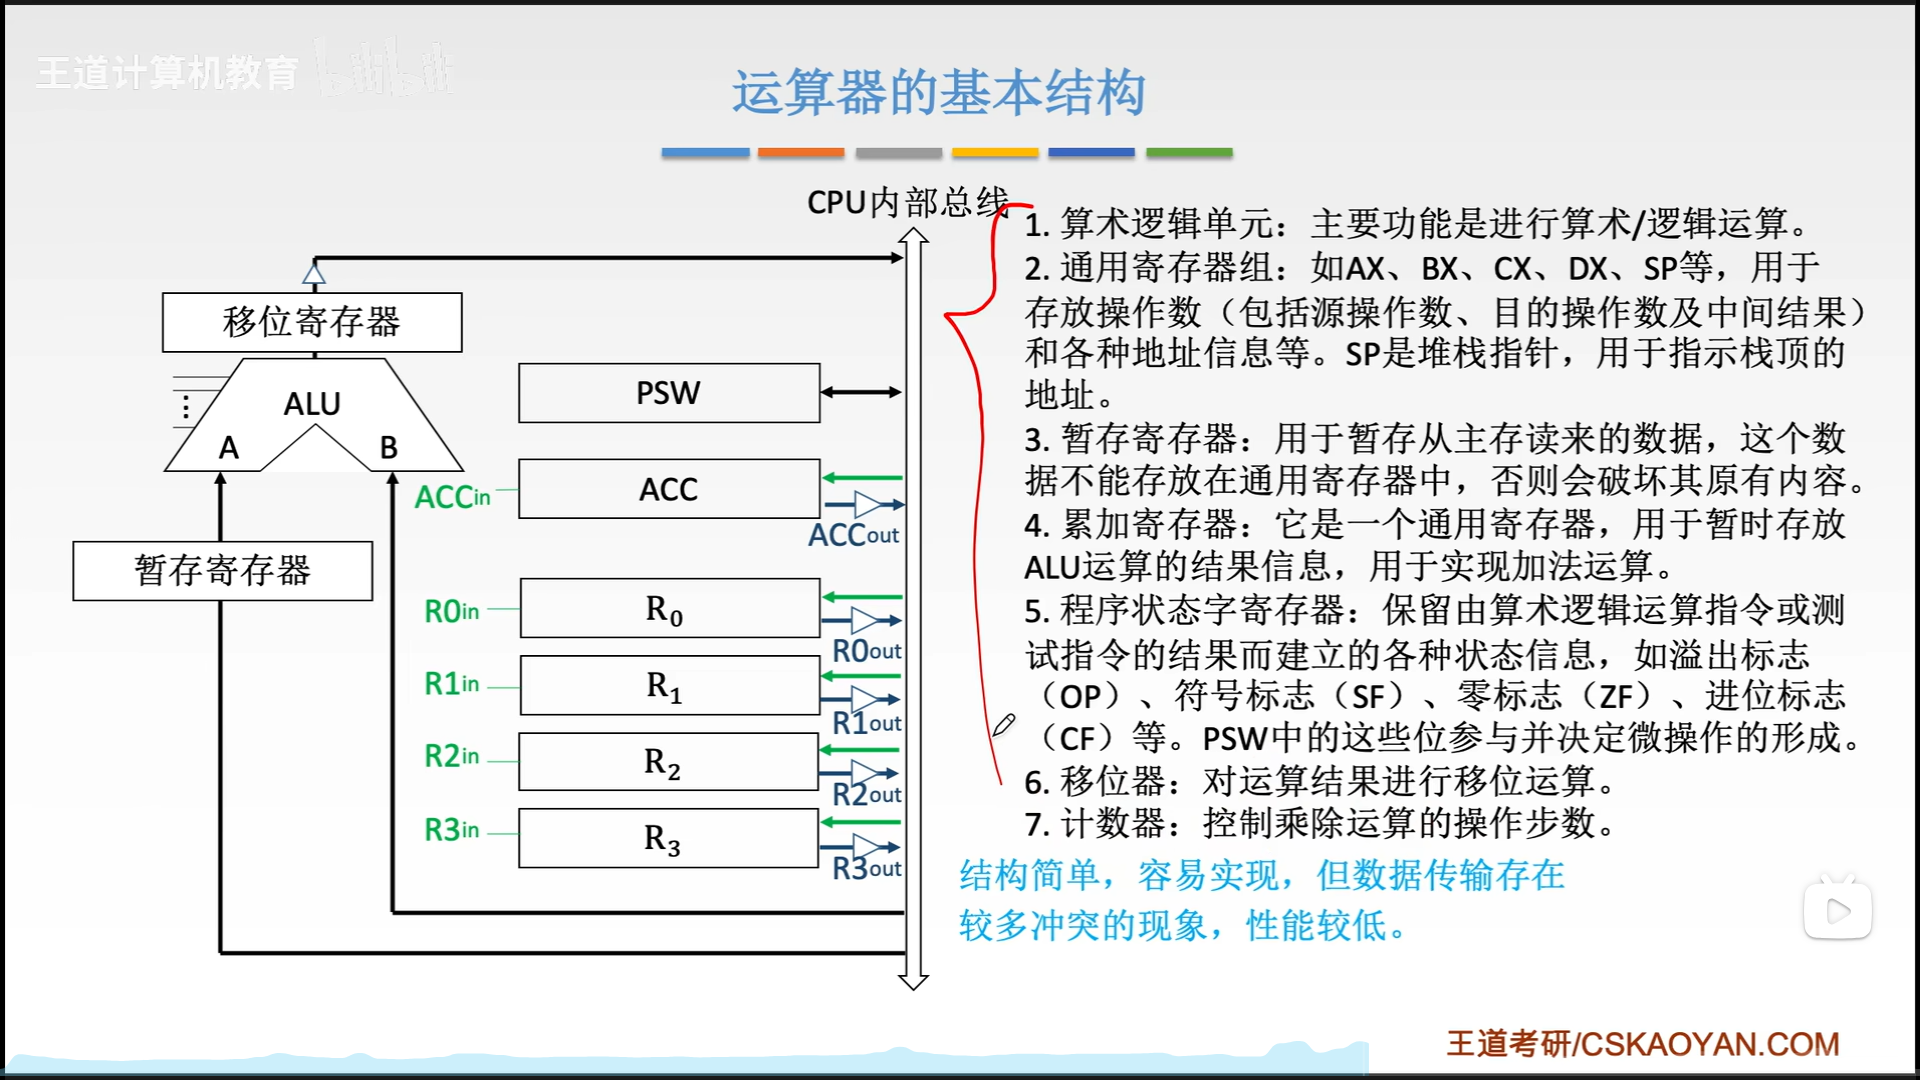 王道计算机教育 bilibili
运算器的基本结构
CPU内部总线
移位寄存器
ALU
A
B
暂存寄存器
PSW
ACC
ACCin
ACCout
R0
R0in
R0out
R1
R1in
R1out
R2
R2in
R2out
R3
R3in
R3out
1. 算术逻辑单元：主要功能是进行算术/逻辑运算。
2. 通用寄存器组：如AX、BX、CX、DX、SP等，用于
存放操作数（包括源操作数、目的操作数及中间结果）
和各种地址信息等。SP是堆栈指针，用于指示栈顶的
地址。
3. 暂存寄存器：用于暂存从主存读来的数据，这个数
据不能存放在通用寄存器中，否则会破坏其原有内容。
4. 累加寄存器：它是一个通用寄存器，用于暂时存放
ALU运算的结果信息，用于实现加法运算。
5. 程序状态字寄存器：保留由算术逻辑运算指令或测
试指令的结果而建立的各种状态信息，如溢出标志
（OP）、符号标志（SF）、零标志（ZF）、进位标志
（CF）等。PSW中的这些位参与并决定微操作的形成。
6. 移位器：对运算结果进行移位运算。
7. 计数器：控制乘除运算的操作步数。
结构简单，容易实现，但数据传输存在
较多冲突的现象，性能较低。
王道考研/CSKAOYAN.COM